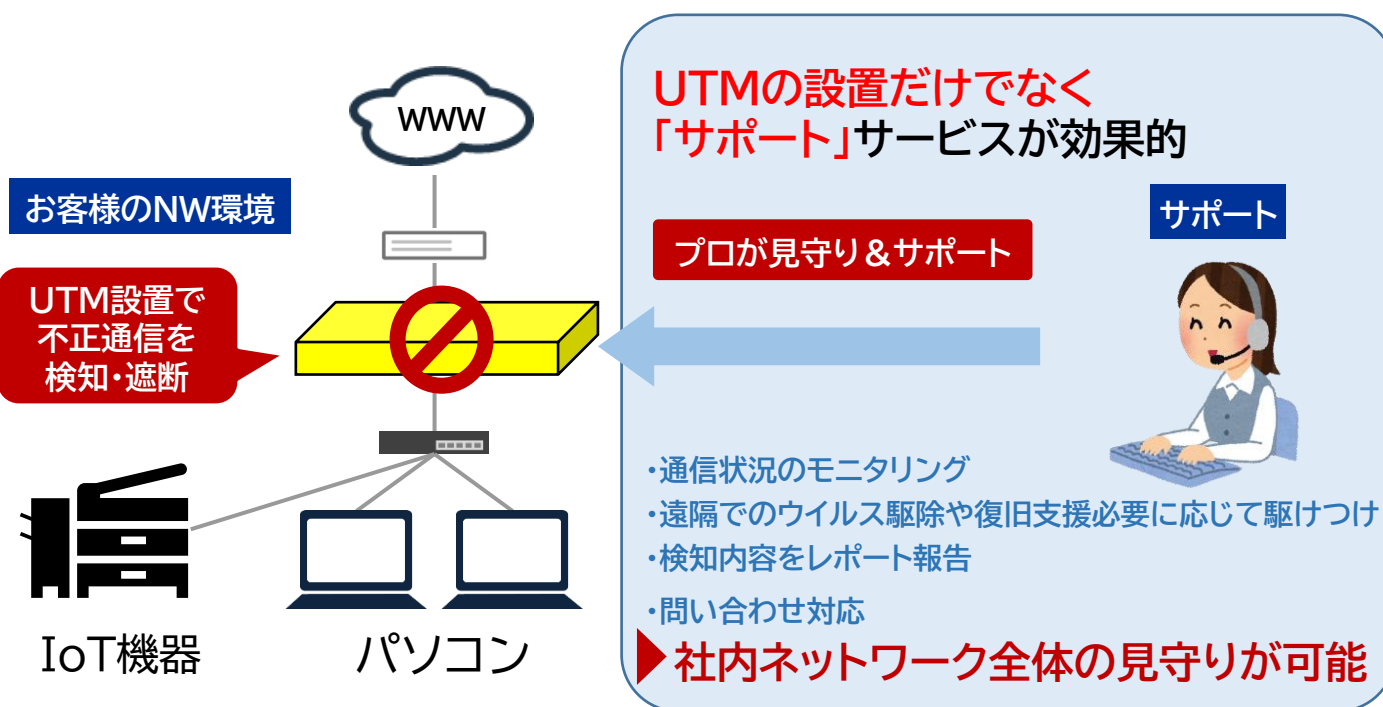 WWW
お客様のNW環境
UTM設置で
不正通信を
検知・遮断
IoT機器
パソコン
UTMの設置だけでなく
「サポート」サービスが効果的
サポート
プロが見守り＆サポート
・通信状況のモニタリング
・遠隔でのウイルス駆除や復旧支援必要に応じて駆けつけ
・検知内容をレポート報告
・問い合わせ対応
社内ネットワーク全体の見守りが可能